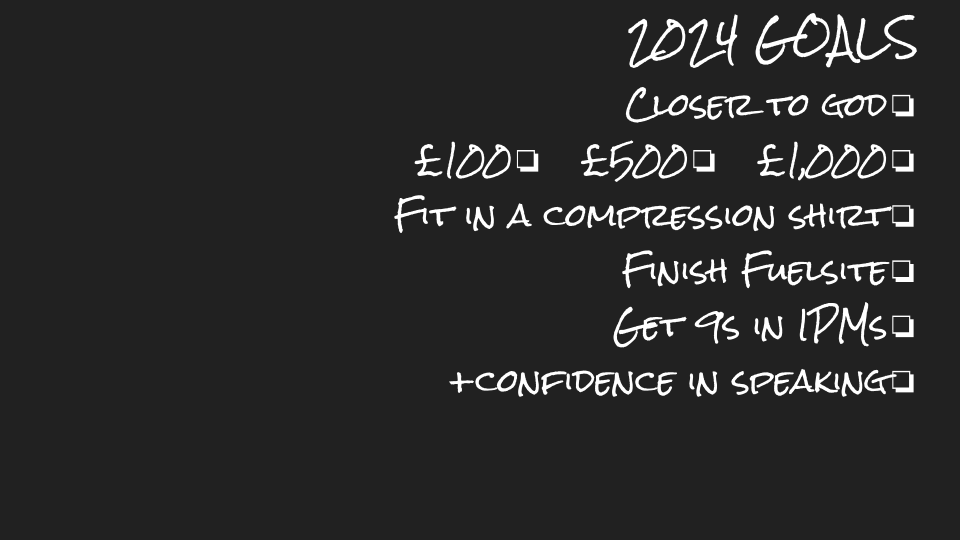 2024 GOALS
Closer to god❏
£100❏ £500❏ £1,000❏
Fit in a compression shirt❏
Finish Fuelsite❏
Get 9s in IPMs❏
+confidence in speaking❏